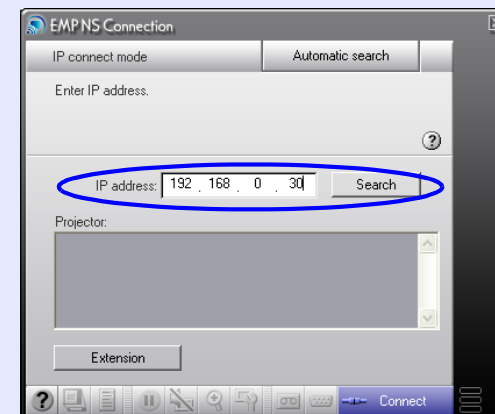 EMP NS Connection
IP connect mode Automatic search
Enter IP address.
?
IP address: 192 . 168 . 0 . 30 Search
Projector:
Extension
? Connect